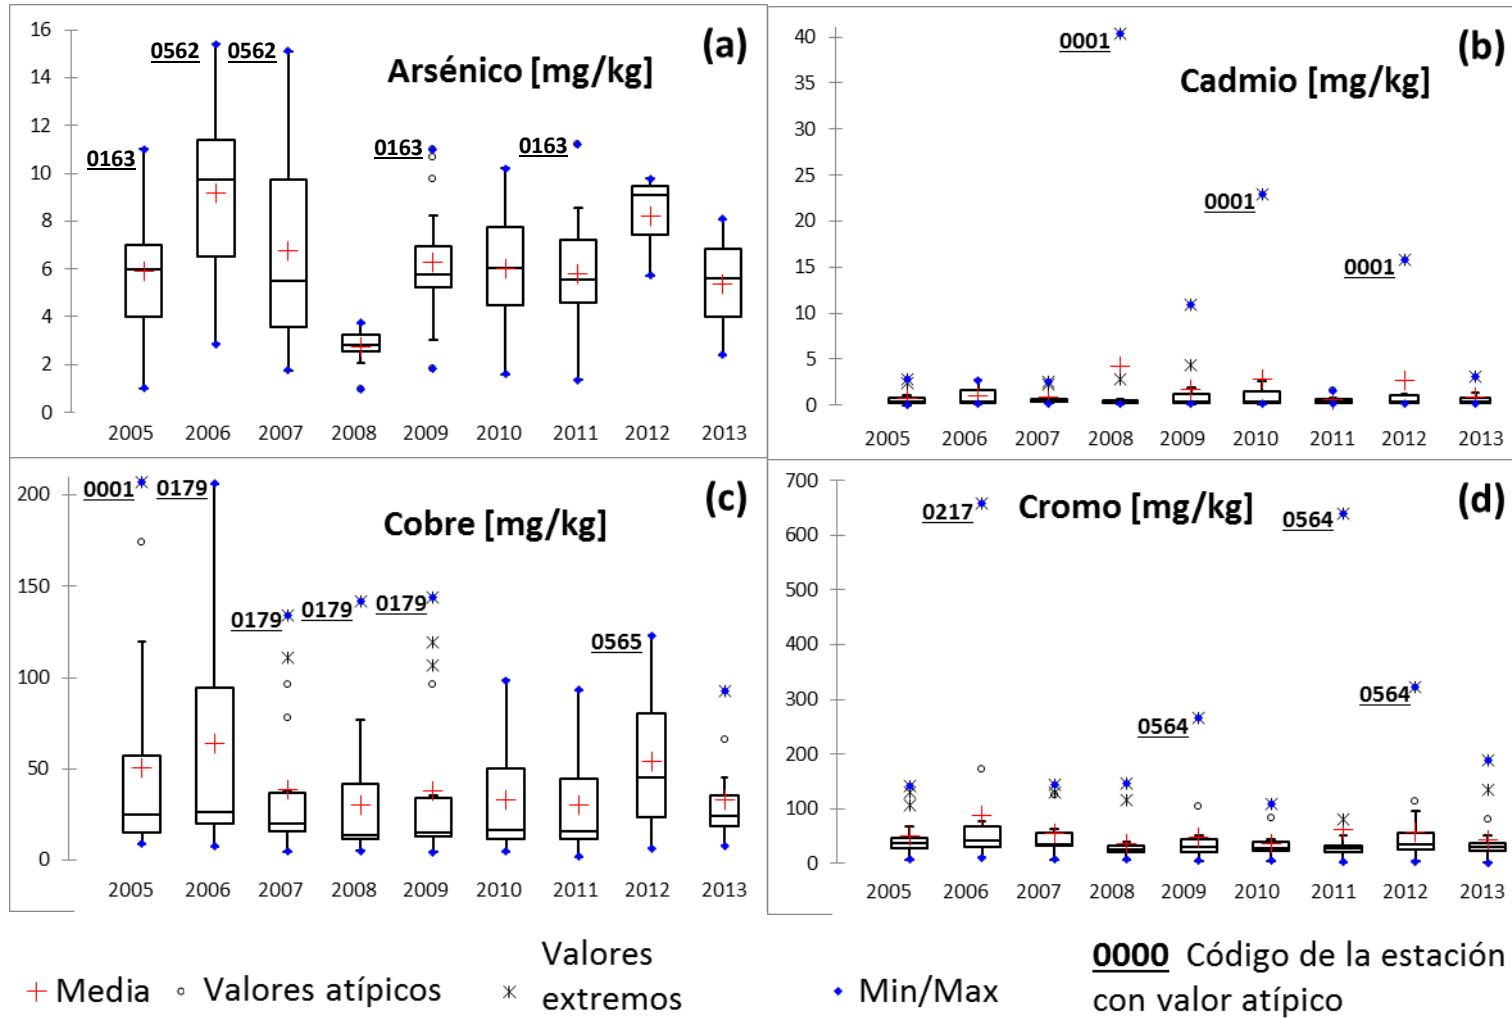 (a)
Arsénico [mg/kg]
16
14
12
10
8
6
4
2
0
0163
0562
0562
0163
0163
2005 2006 2007 2008 2009 2010 2011 2012 2013
(b)
Cadmio [mg/kg]
40
35
30
25
20
15
10
5
0
0001
0001
0001
2005 2006 2007 2008 2009 2010 2011 2012 2013
(c)
Cobre [mg/kg]
200
150
100
50
0
0001
0179
0179
0179
0179
0565
2005 2006 2007 2008 2009 2010 2011 2012 2013
(d)
Cromo [mg/kg]
700
600
500
400
300
200
100
0
0217
0564
0564
0564
2005 2006 2007 2008 2009 2010 2011 2012 2013
Media
Valores atípicos
Valores
extremos
Min/Max
0000 Código de la estación
con valor atípico